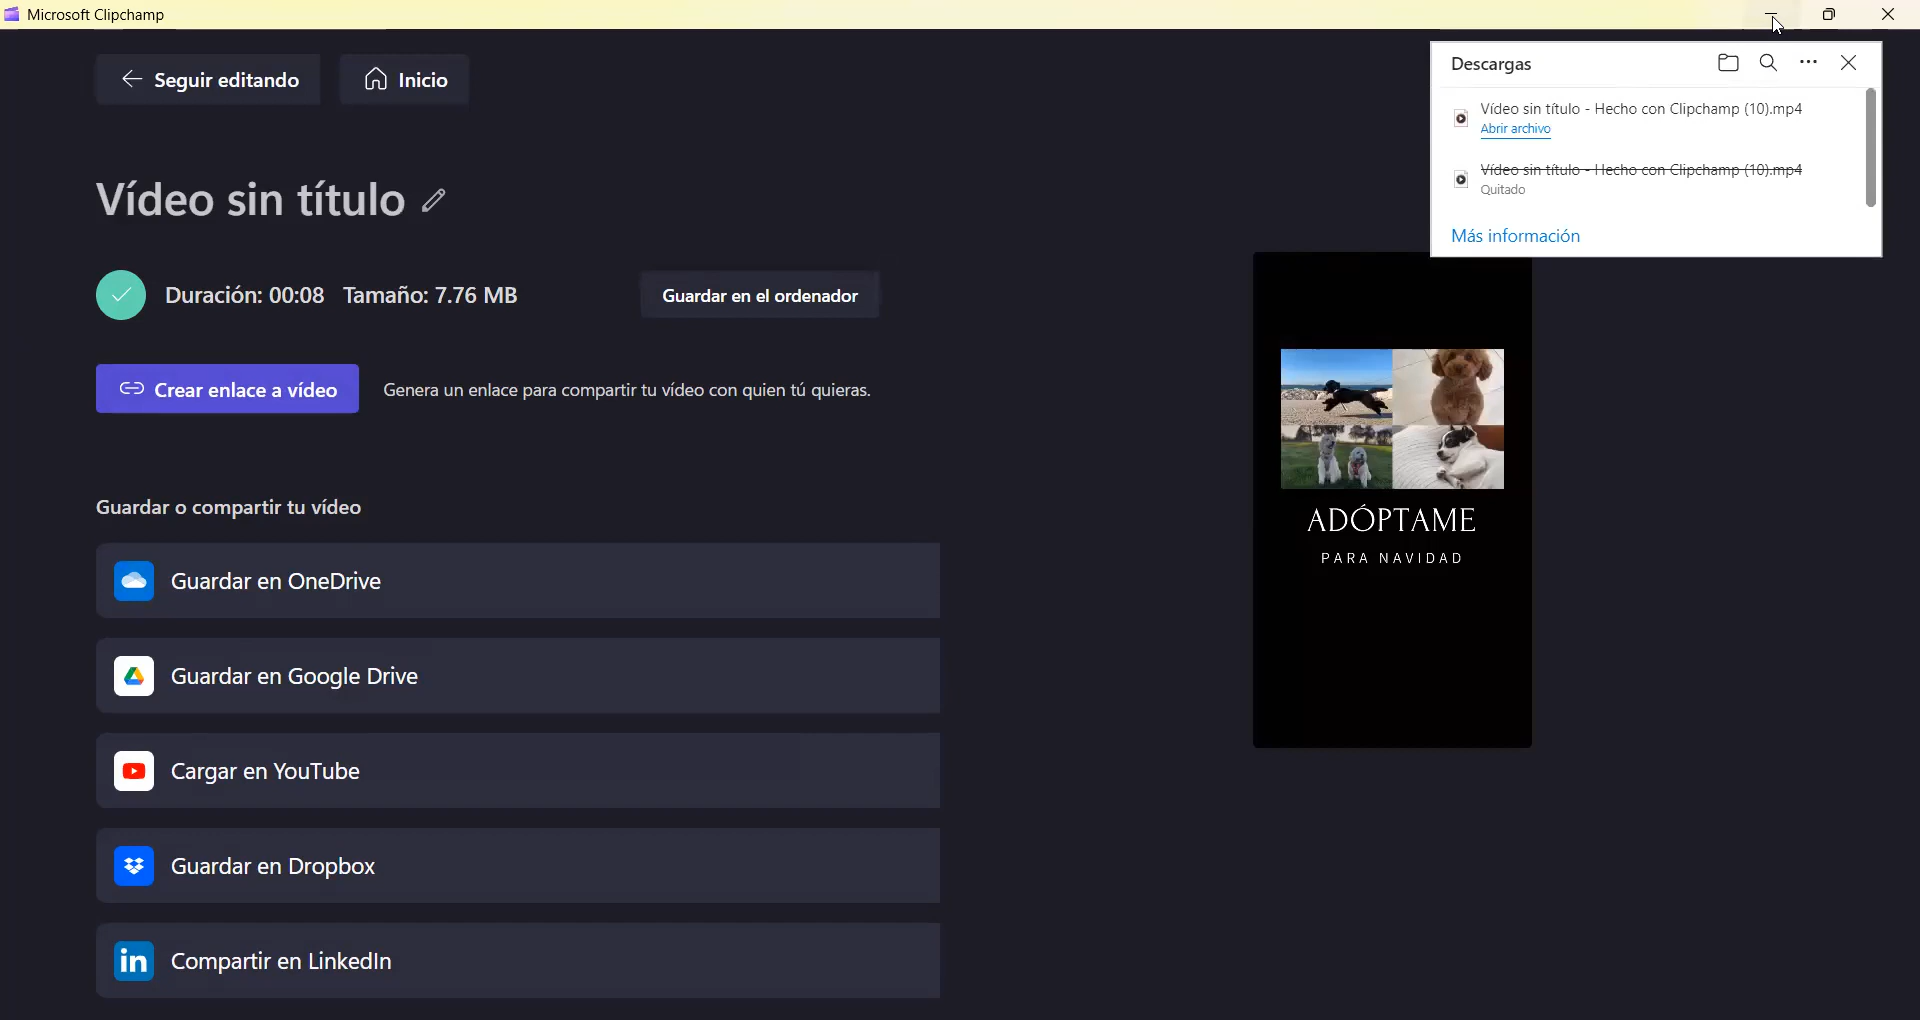 Microsoft Clipchamp
Seguir editando
Inicio
Descargas
Vídeo sin título - Hecho con Clipchamp (10).mp4
Abrir archivo
Vídeo sin título - Hecho con Clipchamp (10).mp4
Quitado
Más información
Vídeo sin título
Duración: 00:08 Tamaño: 7.76 MB
Guardar en el ordenador
Crear enlace a vídeo
Genera un enlace para compartir tu vídeo con quien tú quieras.
Guardar o compartir tu vídeo
Guardar en OneDrive
Guardar en Google Drive
Cargar en YouTube
Guardar en Dropbox
in Compartir en LinkedIn
ADÓPTAME
PARA NAVIDAD